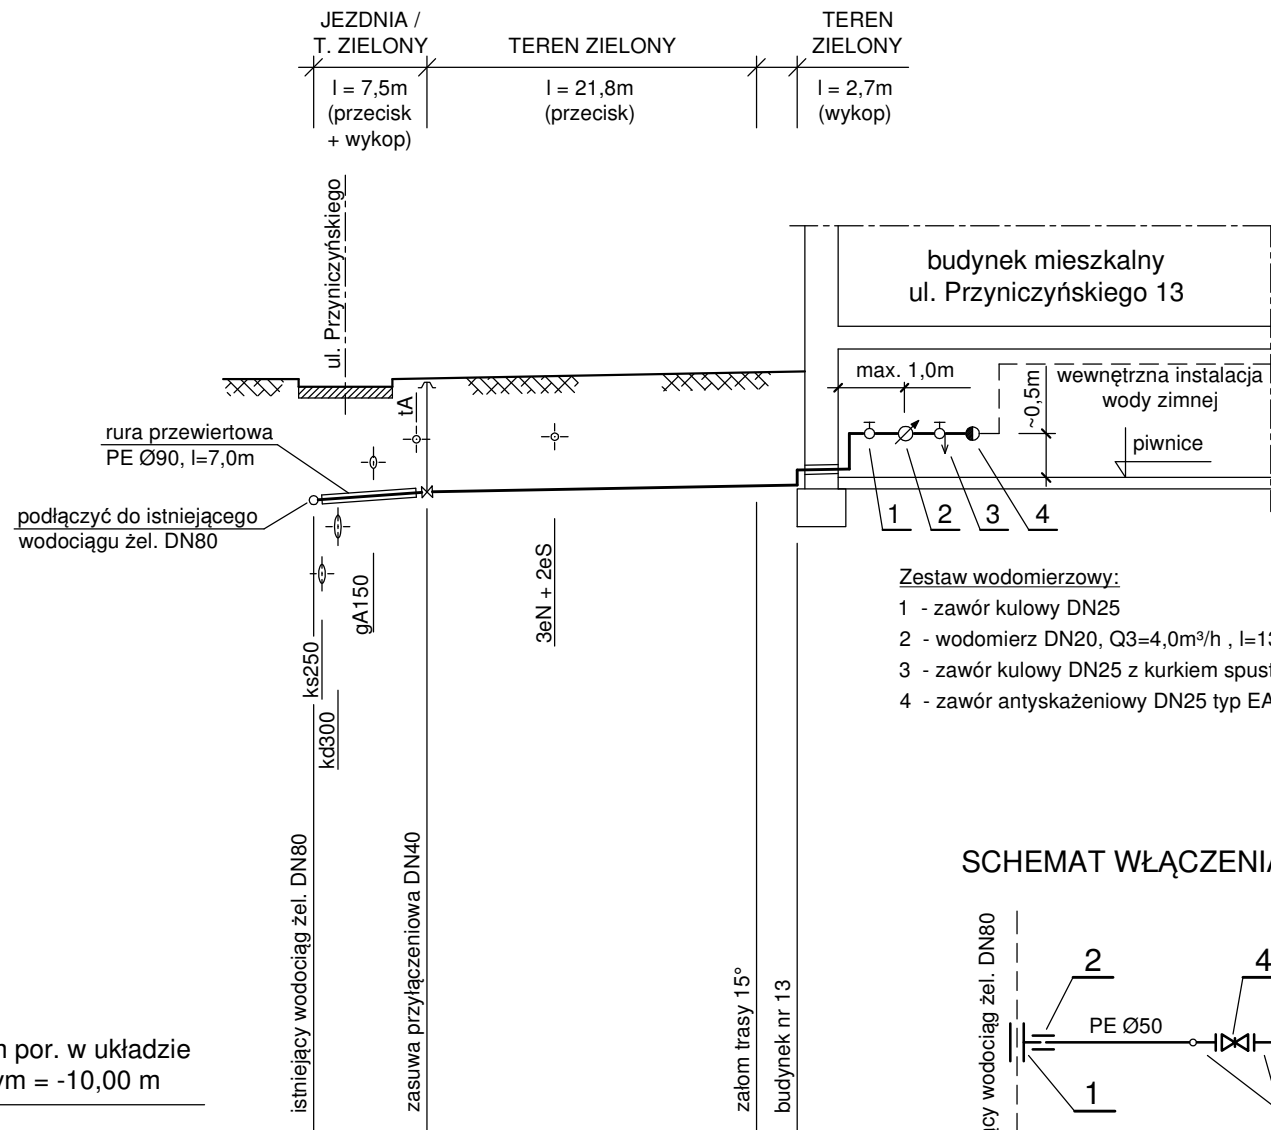 JEZDNIA /
T. ZIELONY
TEREN ZIELONY
TEREN
ZIELONY
l = 7,5m
(przecisk
+ wykop)
l = 21,8m
(przecisk)
l = 2,7m
(wykop)
ul. Przyniczyńskiego
budynek mieszkalny
ul. Przyniczyńskiego 13
max. 1,0m
~0,5m
wewnętrzna instalacja
wody zimnej
piwnice
tA
rura przewiertowa
PE Ø90, l=7,0m
podłączyć do istniejącego
wodociągu żel. DN80
1
2
3
4
gA150
3eN + 2eS
ks250
kd300
Zestaw wodomierzowy:
1 - zawór kulowy DN25
2 - wodomierz DN20, Q3=4,0m³/h , l=13
3 - zawór kulowy DN25 z kurkiem spust
4 - zawór antyskażeniowy DN25 typ EA
istniejący wodociąg żel. DN80
zasuwa przyłączeniowa DN40
załom trasy 15°
budynek nr 13
SCHEMAT WŁĄCZENIA
ący wodociąg żel. DN80
2
4
PE Ø50
1
por. w układzie
ym = -10,00 m